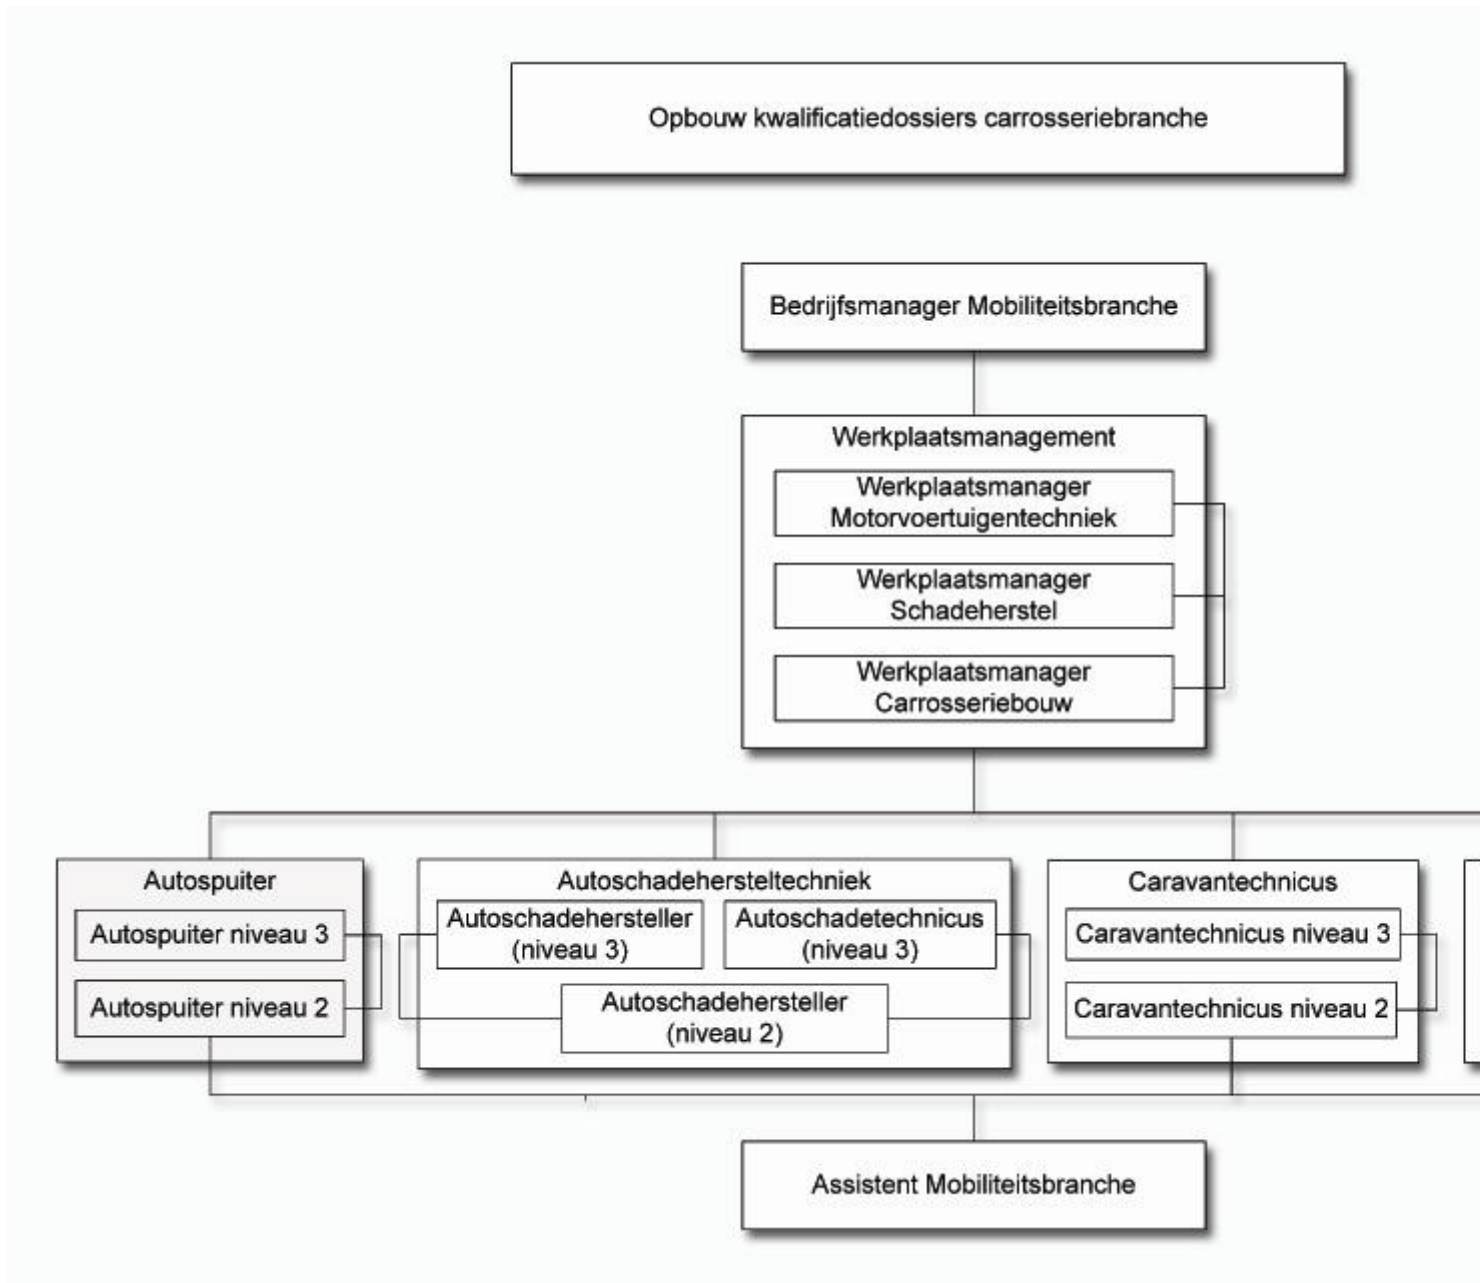 Opbouw kwalificatiedossiers carrosseriebranche
Bedrijfsmanager Mobiliteitsbranche
Werkplaatsmanagement
Werkplaatsmanager
Motorvoertuigentechniek
Werkplaatsmanager
Schadeherstel
Werkplaatsmanager
Carrosseriebouw
Autospuiter
Autospuiter niveau 3
Autospuiter niveau 2
Autoschadehersteltechniek
Autoschadehersteller
(niveau 3)
Autoschadetechnicus
(niveau 3)
Autoschadehersteller
(niveau 2)
Caravantechnicus
Caravantechnicus niveau 3
Caravantechnicus niveau 2
Assistent Mobiliteitsbranche